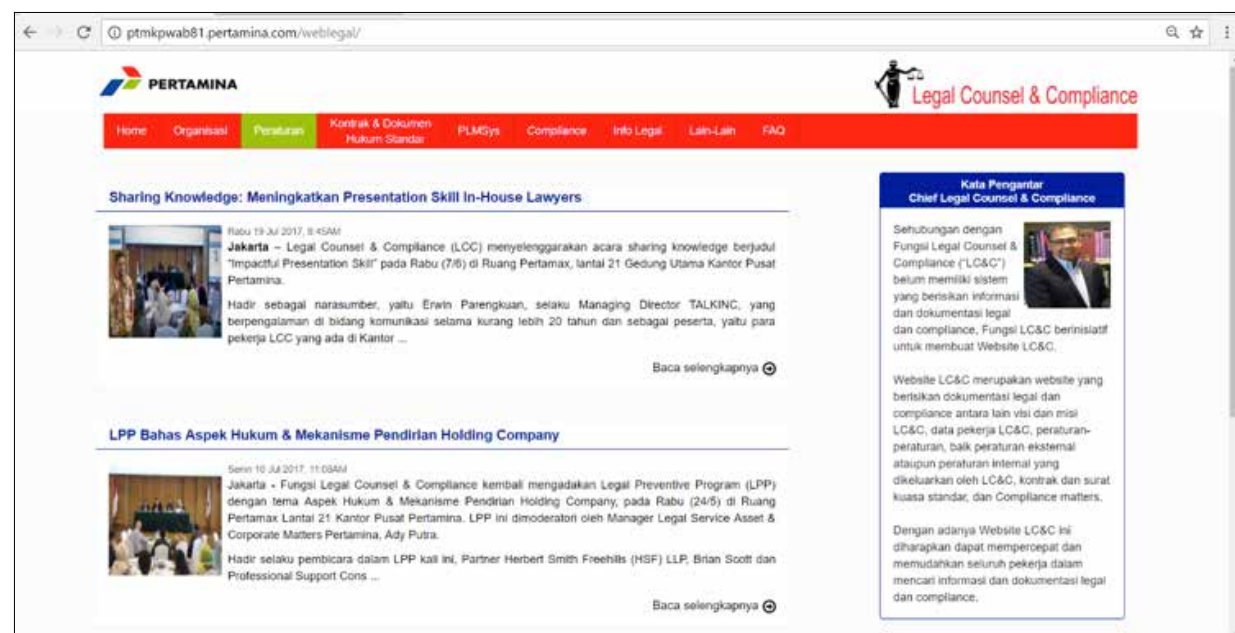 ptmkpwab81.pertamina.com/weblegal/
PERTAMINA
Legal Counsel & Compliance
Home Organisasi Peraturan Kontrak & Dokumen Hukum Standar PLMSys Compliance Info Legal Lain-Lain FAQ
Sharing Knowledge: Meningkatkan Presentation Skill In-House Lawyers
Rabu 19 Jul 2017, 8:45AM
Jakarta – Legal Counsel & Compliance (LCC) menyelenggarakan acara sharing knowledge berjudul
"Impactful Presentation Skill" pada Rabu (7/6) di Ruang Pertamax, lantai 21 Gedung Utama Kantor Pusat
Pertamina.
Hadir sebagai narasumber, yaitu Erwin Parengkuan, selaku Managing Director TALKINC, yang
berpengalaman di bidang komunikasi selama kurang lebih 20 tahun dan sebagai peserta, yaitu para
pekerja LCC yang ada di Kantor ...
Baca selengkapnya
LPP Bahas Aspek Hukum & Mekanisme Pendirian Holding Company
Senin 10 Jul 2017, 11:08AM
Jakarta - Fungsi Legal Counsel & Compliance kembali mengadakan Legal Preventive Program (LPP)
dengan tema Aspek Hukum & Mekanisme Pendirian Holding Company, pada Rabu (24/5) di Ruang
Pertamax Lantai 21 Kantor Pusat Pertamina. LPP ini dimoderatori oleh Manager Legal Service Asset &
Corporate Matters Pertamina, Ady Putra.
Hadir selaku pembicara dalam LPP kali ini, Partner Herbert Smith Freehills (HSF) LLP, Brian Scott dan
Professional Support Cons ...
Baca selengkapnya
Kata Pengantar
Chief Legal Counsel & Compliance
Sehubungan dengan
Fungsi Legal Counsel &
Compliance ("LC&C")
belum memiliki sistem
yang berisikan informasi
dan dokumentasi legal
dan compliance, Fungsi LC&C berinisiatif
untuk membuat Website LC&C.
Website LC&C merupakan website yang
berisikan dokumentasi legal dan
compliance antara lain visi dan misi
LC&C, data pekerja LC&C, peraturan-
peraturan, baik peraturan eksternal
ataupun peraturan internal yang
dikeluarkan oleh LC&C, kontrak dan surat
kuasa standar, dan Compliance matters.
Dengan adanya Website LC&C ini
diharapkan dapat mempercepat dan
memudahkan seluruh pekerja dalam
mencari informasi dan dokumentasi legal
dan compliance.